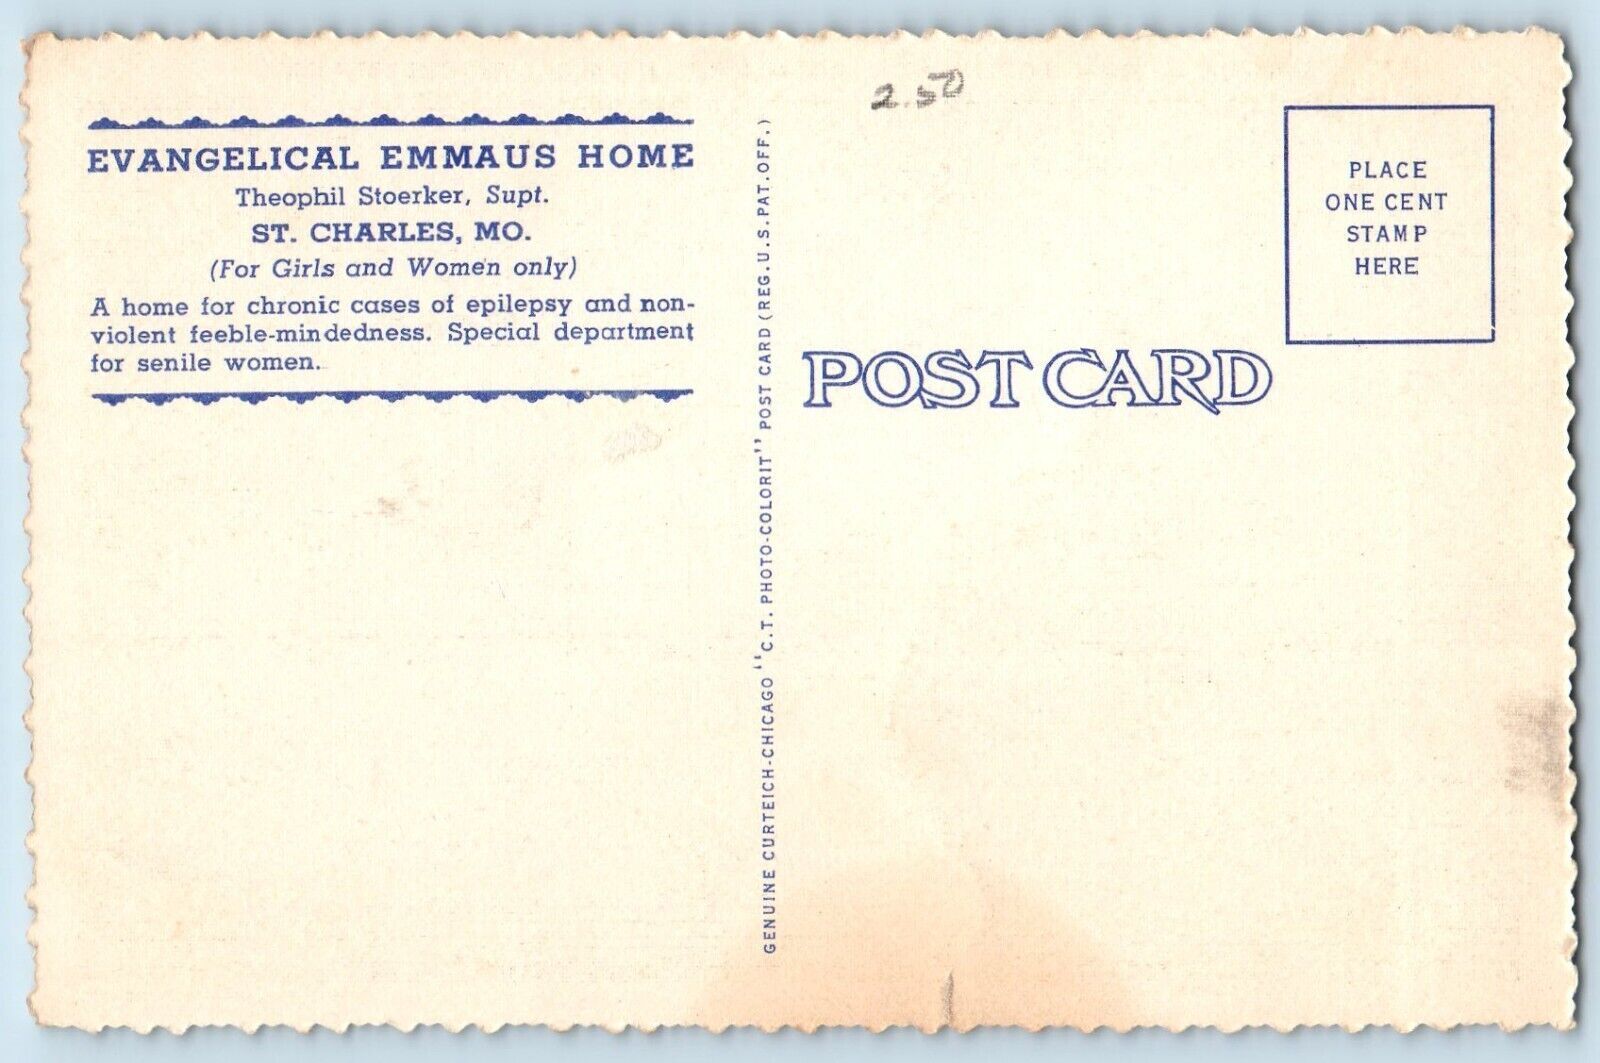 EVANGELICAL EMMAUS HOME
Theophil Stoerker, Supt.
ST. CHARLES, MO.
(For Girls and Women only)
A home for chronic cases of epilepsy and non-
violent feeble-mindedness. Special department
for senile women.
GENUINE CURTEICH-CHICAGO "C.T. PHOTO-COLORIT" POST CARD (REG. U.S. PAT. OFF.)
2.50
PLACE
ONE CENT
STAMP
HERE
POST CARD